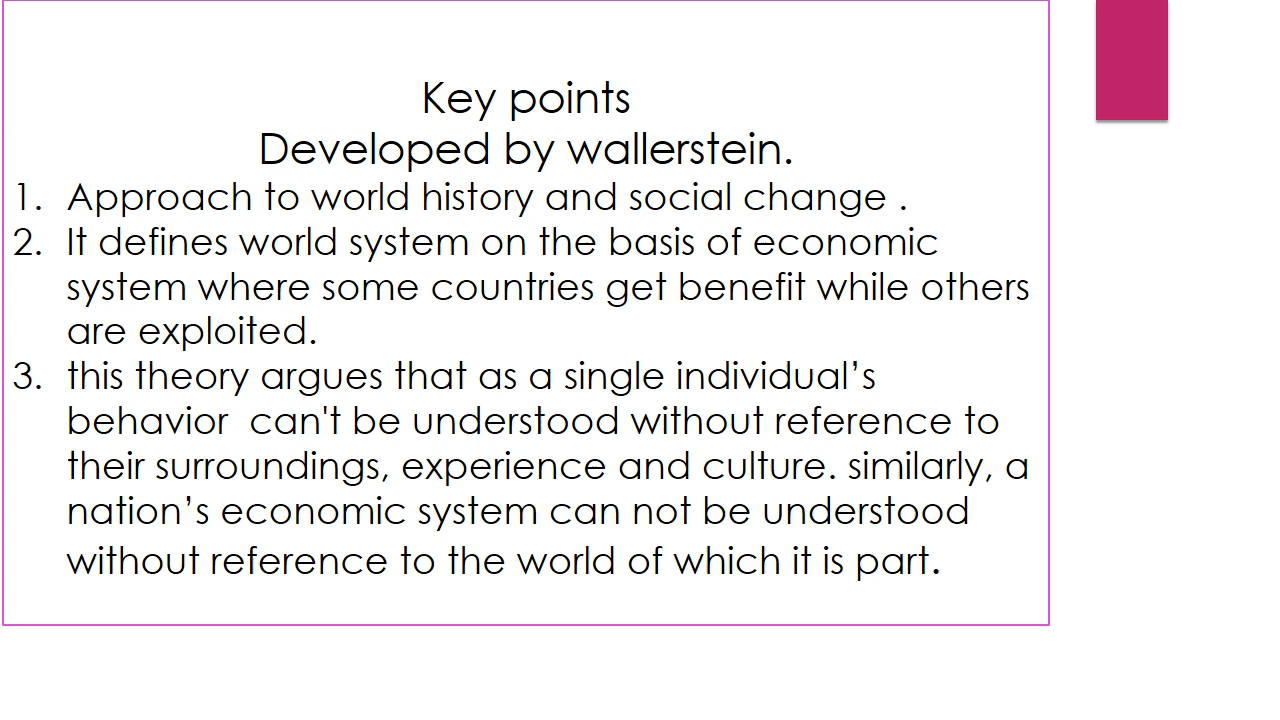 Key points
Developed by wallerstein.
1. Approach to world history and social change .
2. It defines world system on the basis of economic
system where some countries get benefit while others
are exploited.
3. this theory argues that as a single individual’s
behavior  can't be understood without reference to
their surroundings, experience and culture. similarly, a
nation’s economic system can not be understood
without reference to the world of which it is part.